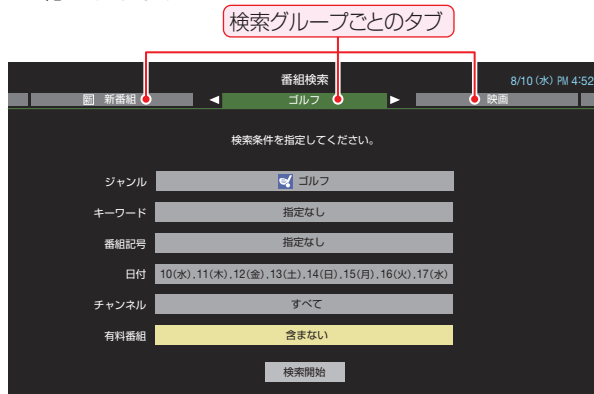 検索グループごとのタブ
番組検索 8/10 (水) PM 4:52
新番組 ◀ ゴルフ ▶ 映画
検索条件を指定してください。
ジャンル ゴルフ
キーワード 指定なし
番組記号 指定なし
日付 10(水),11(木),12(金),13(土),14(日),15(月),16(火),17(水)
チャンネル すべて
有料番組 含まない
検索開始